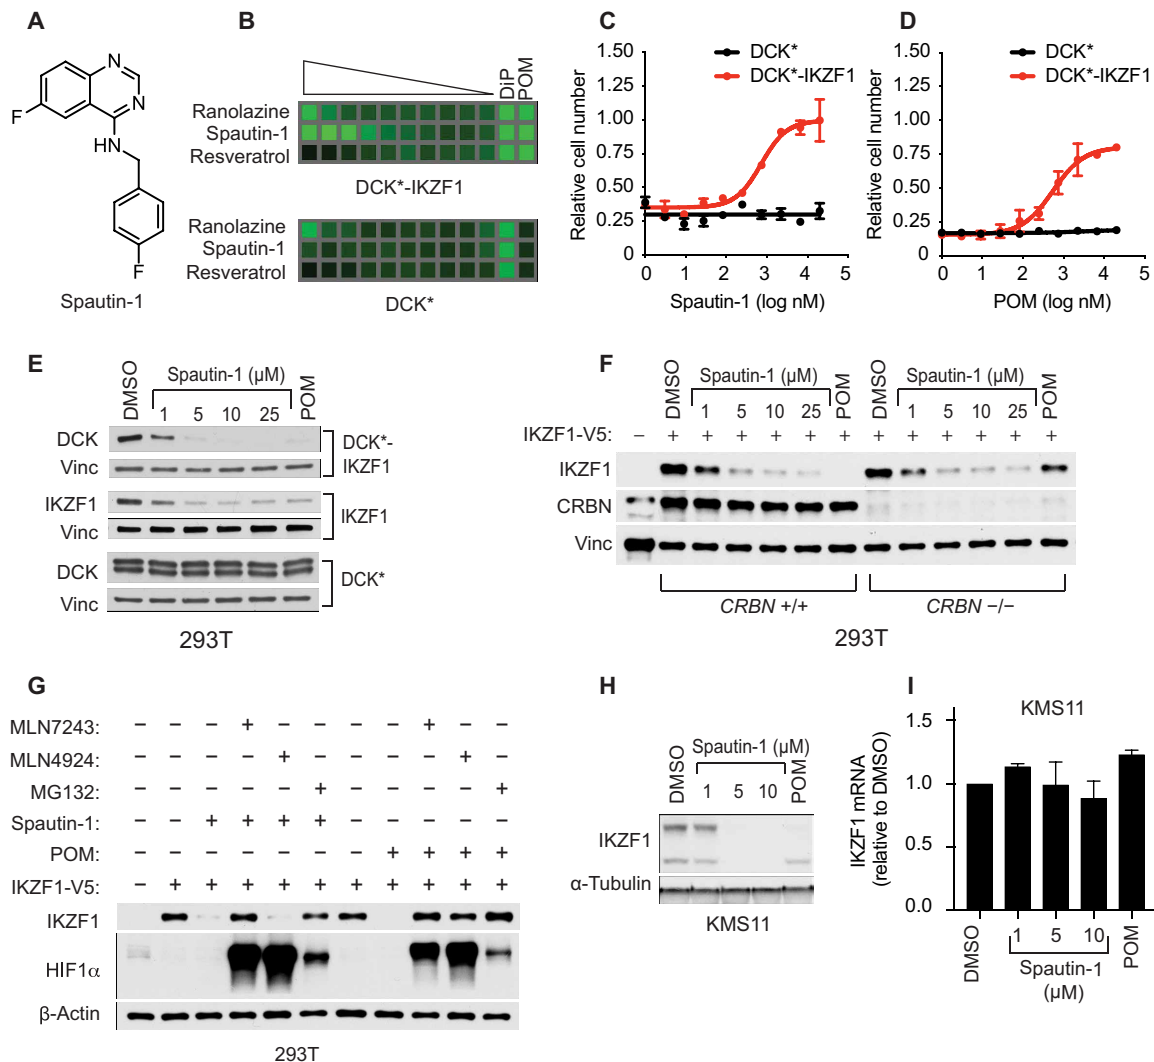 A
N
N
F
HN
F
Spautin-1
B
DiP
POM
Ranolazine
Spautin-1
Resveratrol
DCK*-IKZF1
Ranolazine
Spautin-1
Resveratrol
DCK*
C
DCK*
DCK*-IKZF1
Relative cell number
1.50
1.25
1.00
0.75
0.50
0.25
0
0 1 2 3 4 5
Spautin-1 (log nM)
D
DCK*
DCK*-IKZF1
Relative cell number
1.50
1.25
1.00
0.75
0.50
0.25
0
0 1 2 3 4 5
POM (log nM)
E
DMSO
Spautin-1 (μM)
1 5 10 25
POM
DCK
Vinc
DCK*-
IKZF1
IKZF1
Vinc
IKZF1
DCK
Vinc
DCK*
293T
F
DMSO Spautin-1 (μM) POM DMSO Spautin-1 (μM) POM
1 5 10 25 1 5 10 25
IKZF1-V5: − + + + + + + + + + + + +
IKZF1
CRBN
Vinc
CRBN +/+ CRBN −/−
293T
G
MLN7243: − − − + − − − − + − −
MLN4924: − − − − + − − − − + −
MG132: − − − − − + − − − − +
Spautin-1: − − + + + + − − − − −
POM: − − − − − − − + + + +
IKZF1-V5: − + + + + + + + + + +
IKZF1
HIF1α
β-Actin
293T
H
DMSO
Spautin-1 (μM)
1 5 10
POM
IKZF1
α-Tubulin
KMS11
I
KMS11
IKZF1 mRNA
(relative to DMSO)
1.5
1.0
0.5
0.0
DMSO
1 5 10
POM
Spautin-1
(μM)